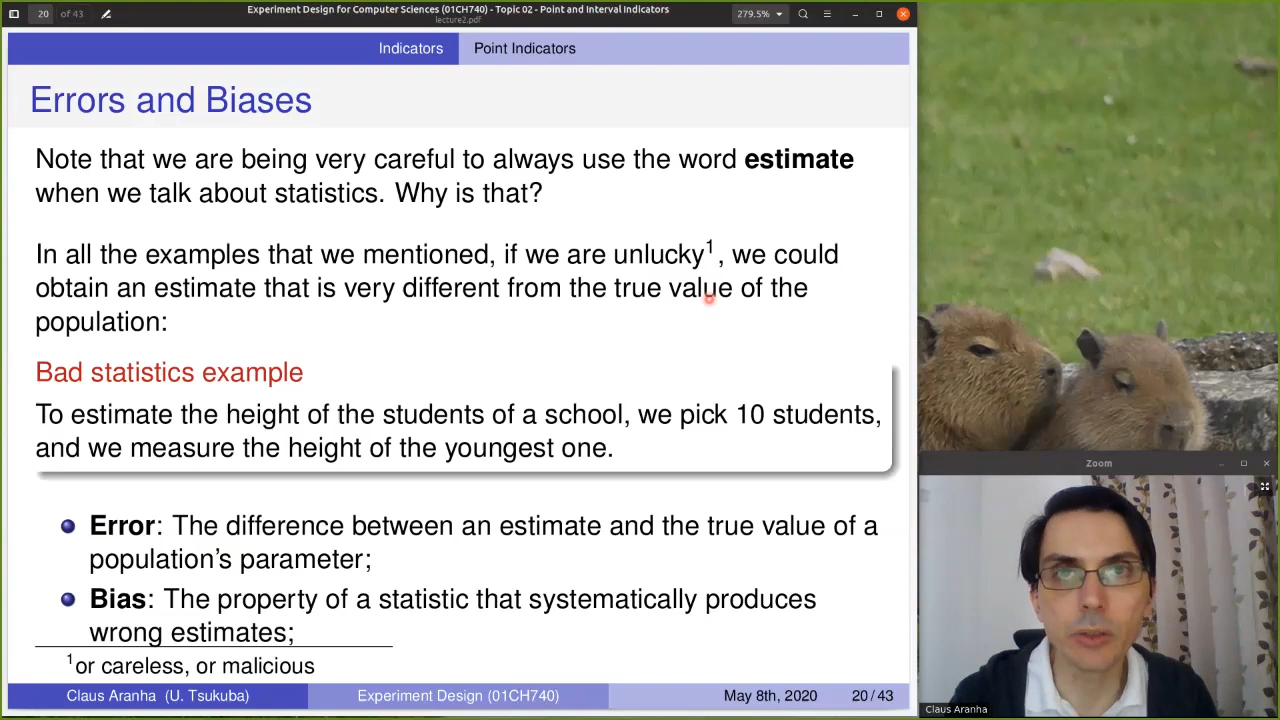 20 of 43
Experiment Design for Computer Sciences (01CH740) - Topic 02 - Point and Interval Indicators
lecture2.pdf
279.5%
Indicators Point Indicators
Errors and Biases
Note that we are being very careful to always use the word estimate
when we talk about statistics. Why is that?
In all the examples that we mentioned, if we are unlucky1, we could
obtain an estimate that is very different from the true value of the
population:
Bad statistics example
To estimate the height of the students of a school, we pick 10 students,
and we measure the height of the youngest one.
Error: The difference between an estimate and the true value of a
population's parameter;
Bias: The property of a statistic that systematically produces
wrong estimates;
1or careless, or malicious
Claus Aranha (U. Tsukuba) Experiment Design (01CH740) May 8th, 2020 20 / 43
Zoom
Claus Aranha